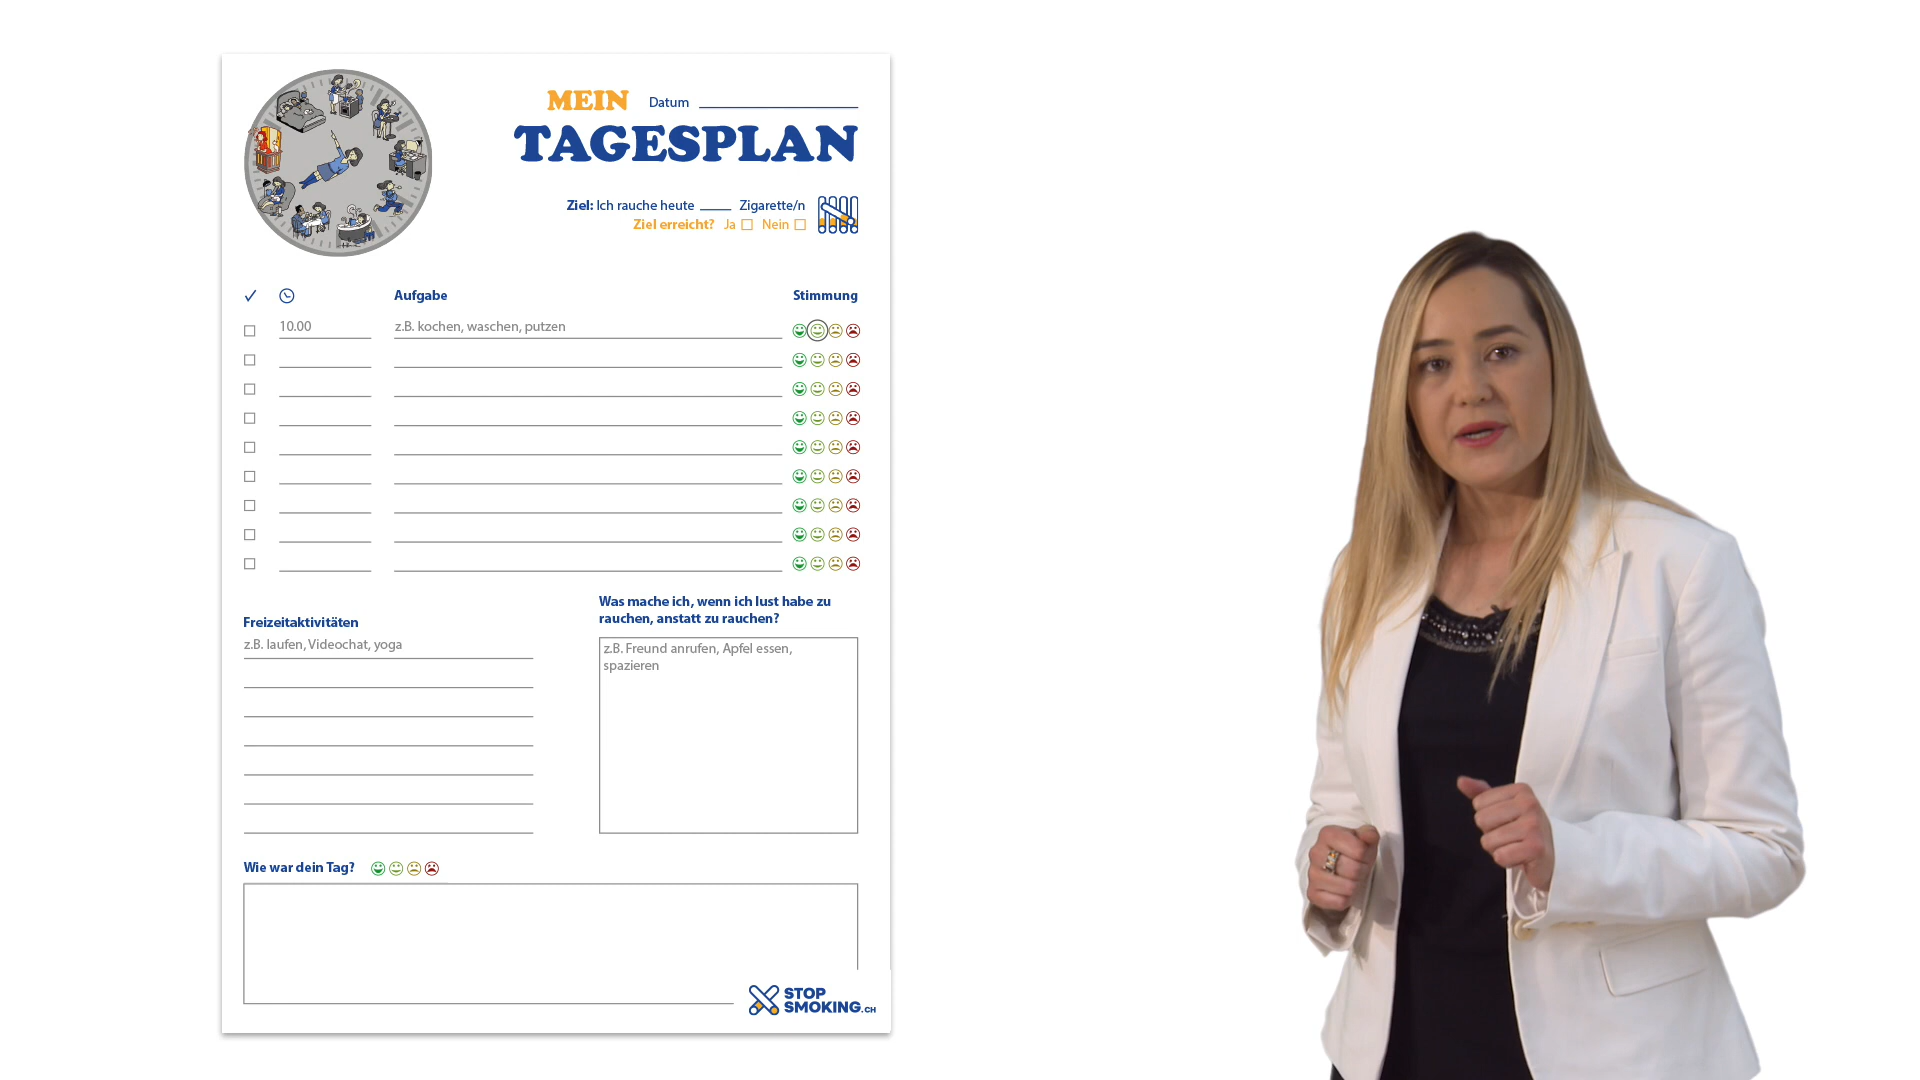 MEIN Datum
TAGESPLAN
Ziel: Ich rauche heute ____ Zigarette/n
Ziel erreicht? Ja ☐ Nein ☐
Aufgabe Stimmung
10.00 z.B. kochen, waschen, putzen
Was mache ich, wenn ich lust habe zu
rauchen, anstatt zu rauchen?
z.B. Freund anrufen, Apfel essen,
spazieren
Freizeitaktivitäten
z.B. laufen, Videochat, yoga
Wie war dein Tag?
STOP
SMOKING.CH